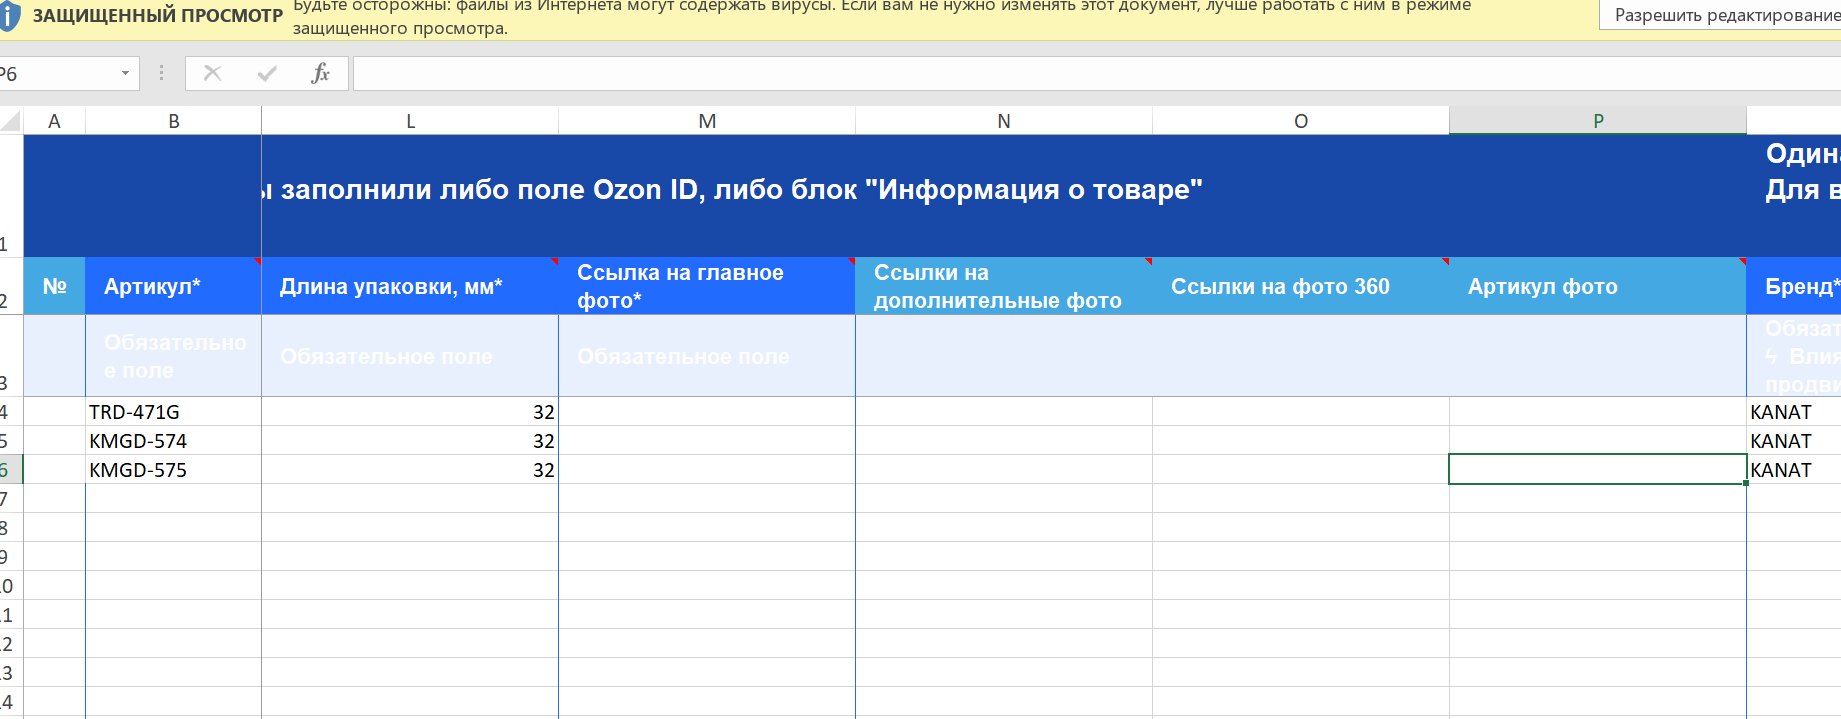 ЗАЩИЩЕННЫЙ ПРОСМОТР
Будьте осторожны: файлы из Интернета могут содержать вирусы. Если вам не нужно изменять этот документ, лучше работать с ним в режиме
защищенного просмотра.
Разрешить редактирование
P6
fx
A B L M N O P
1 ы заполнили либо поле Ozon ID, либо блок "Информация о товаре"
Одина
Для в
2 № Артикул* Длина упаковки, мм* Ссылка на главное
фото* Ссылки на
дополнительные фото Ссылки на фото 360 Артикул фото Бренд*
3 Обязательно
е поле Обязательное поле Обязательное поле Обязат
Влия
продви
4 TRD-471G 32 KANAT
5 KMGD-574 32 KANAT
6 KMGD-575 32 KANAT
7
8
9
10
11
12
13
14